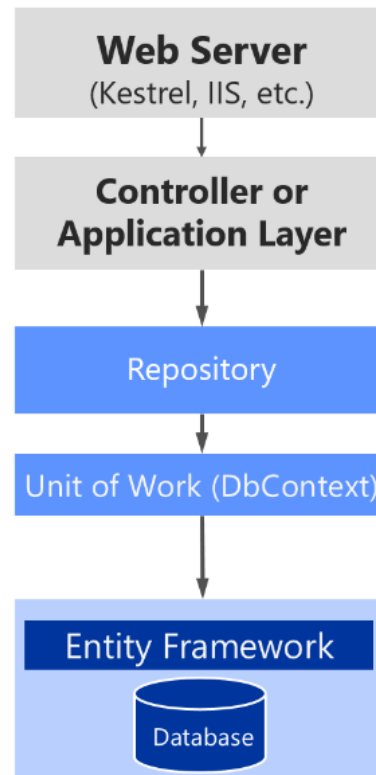 Web Server
(Kestrel, IIS, etc.)
Controller or
Application Layer
Repository
Unit of Work (DbContext)
Entity Framework
Database